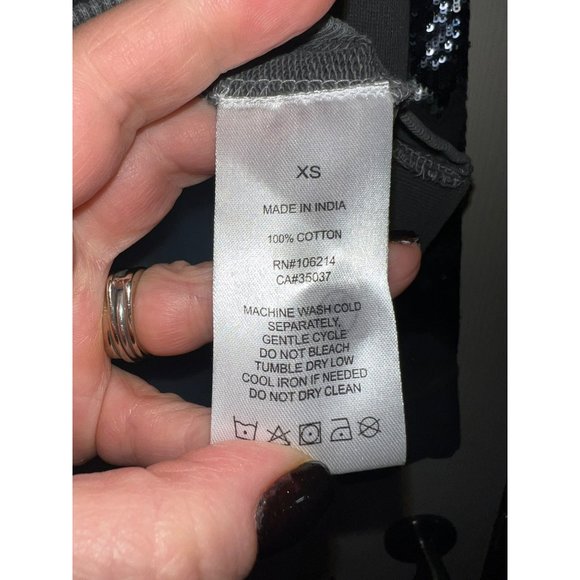 XS
MADE IN INDIA
100% COTTON
RN#106214
CA#35037
MACHINE WASH COLD
SEPARATELY,
GENTLE CYCLE
DO NOT BLEACH
TUMBLE DRY LOW
COOL IRON IF NEEDED
DO NOT DRY CLEAN